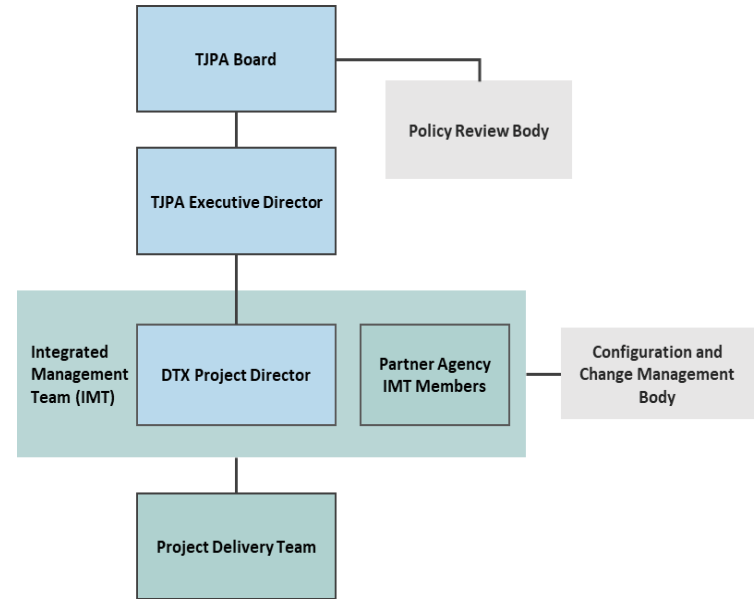 TJPA Board
Policy Review Body
TJPA Executive Director
Integrated
Management
Team (IMT)
DTX Project Director
Partner Agency
IMT Members
Configuration and
Change Management
Body
Project Delivery Team